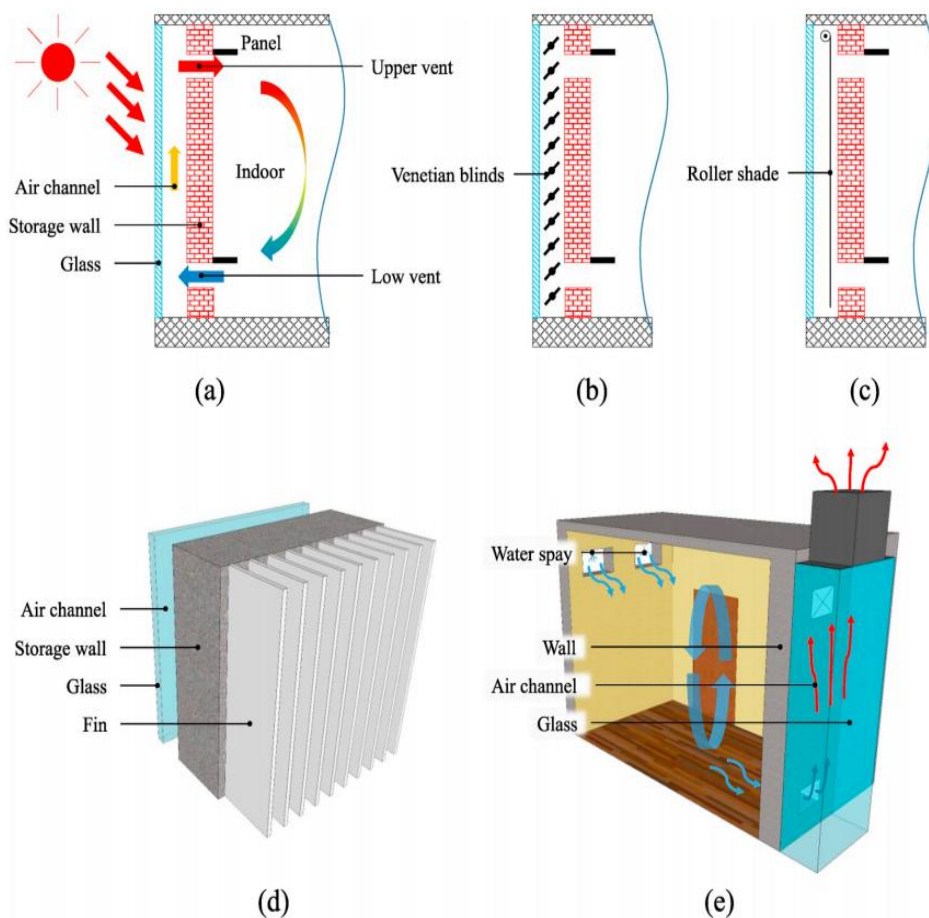 Panel
Upper vent
Air channel
Indoor
Storage wall
Glass
Low vent
(a)
Venetian blinds
(b)
Roller shade
(c)
Air channel
Storage wall
Glass
Fin
(d)
Water spay
Wall
Air channel
Glass
(e)